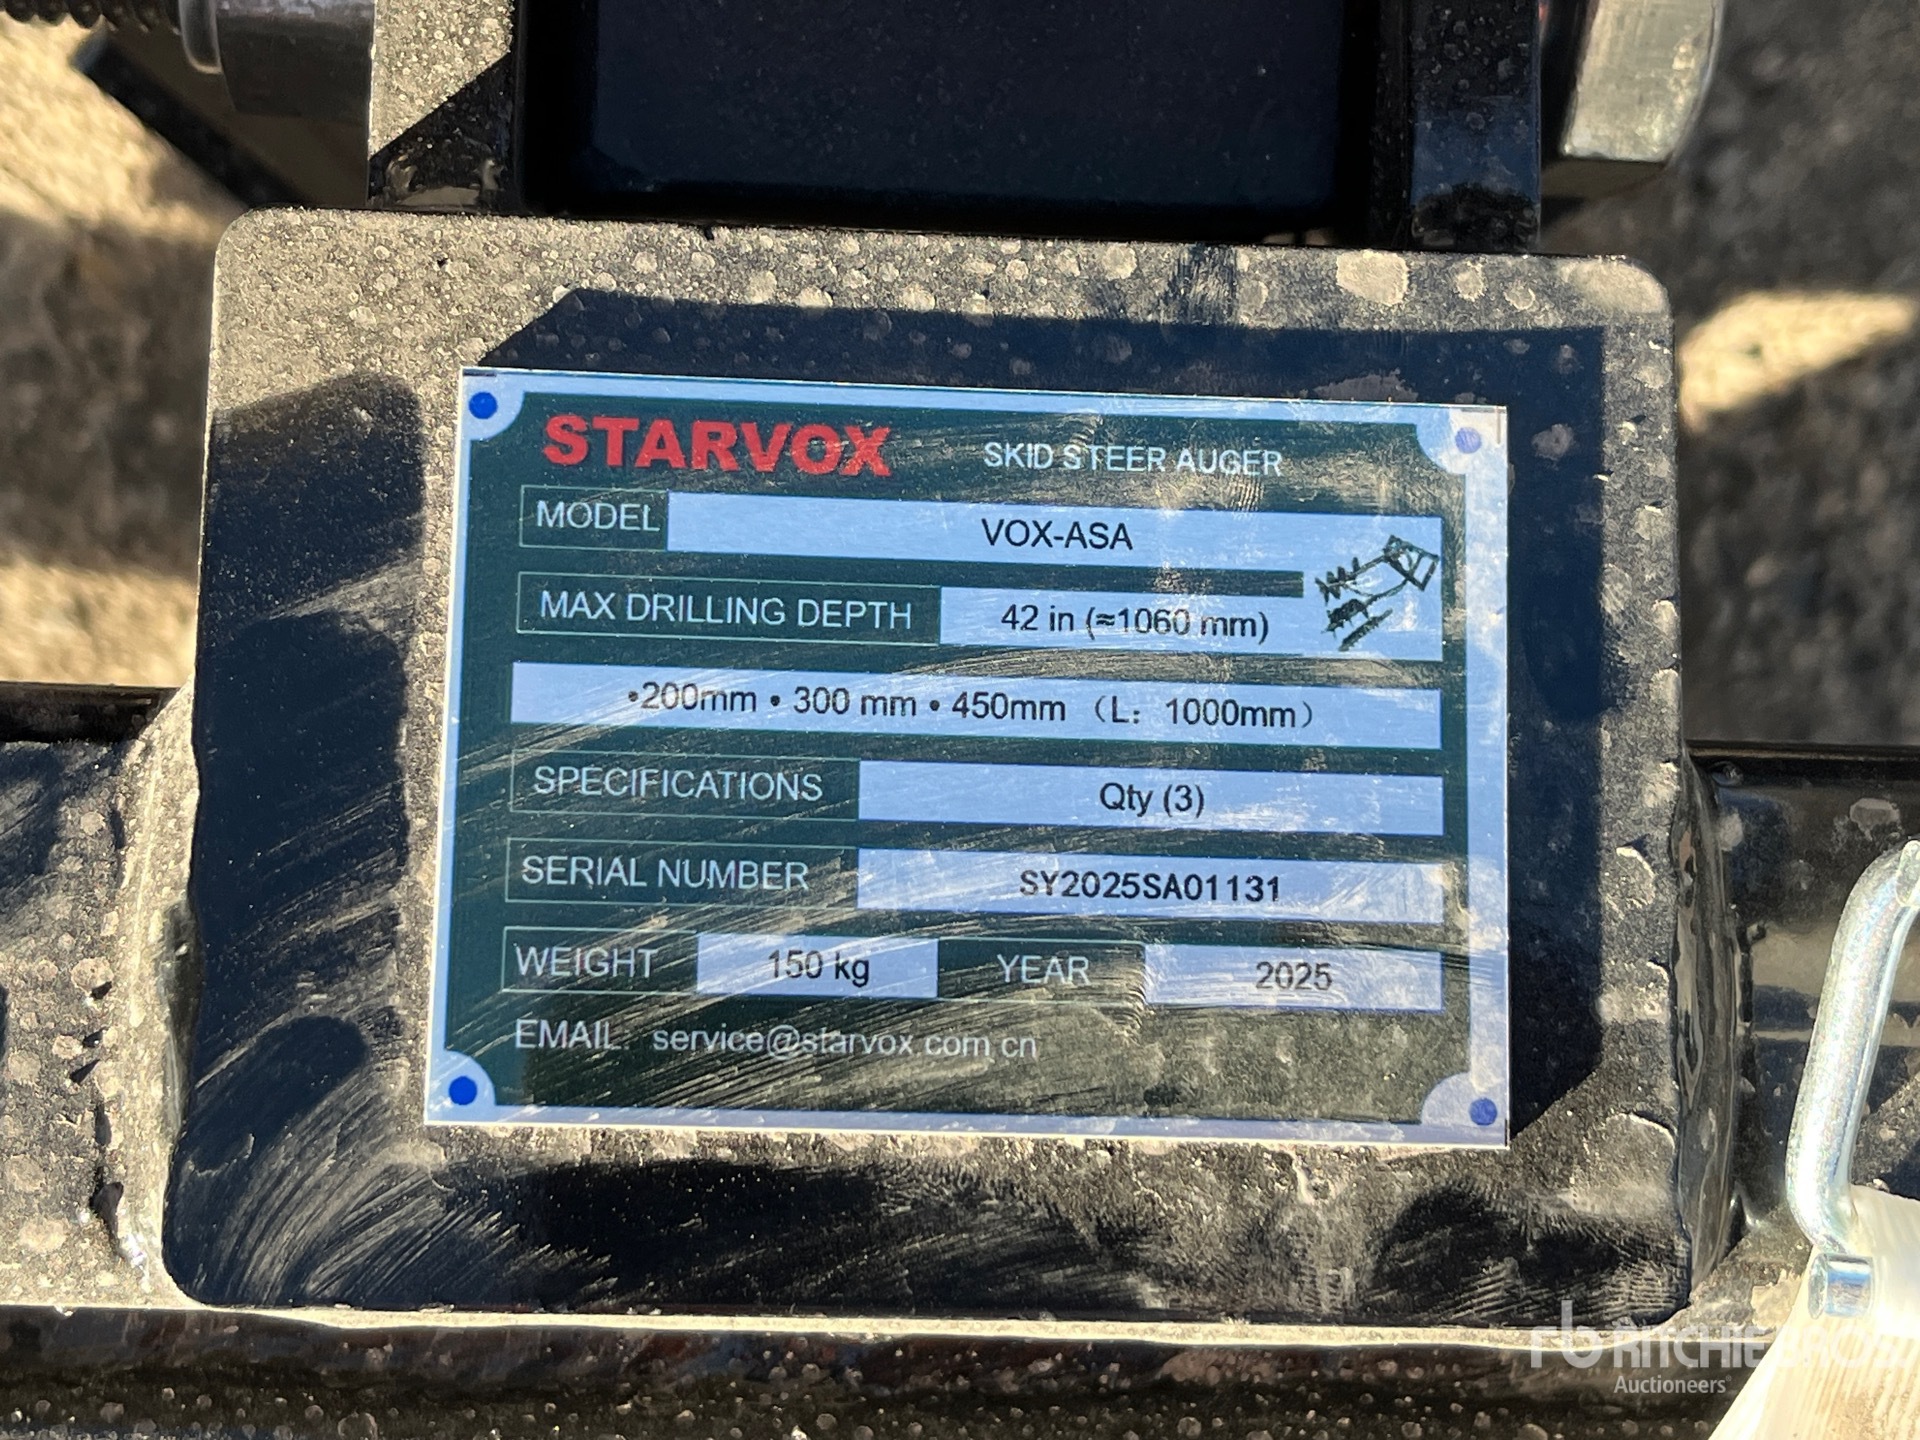 STARVOX SKID STEER AUGER
MODEL VOX-ASA
MAX DRILLING DEPTH 42 in (≈1060 mm)
•200mm • 300 mm • 450mm （L：1000mm）
SPECIFICATIONS Qty (3)
SERIAL NUMBER SY2025SA01131
WEIGHT 150 kg YEAR 2025
EMAIL: service@starvox.com.cn
rb RITCHIE BROS
Auctioneers